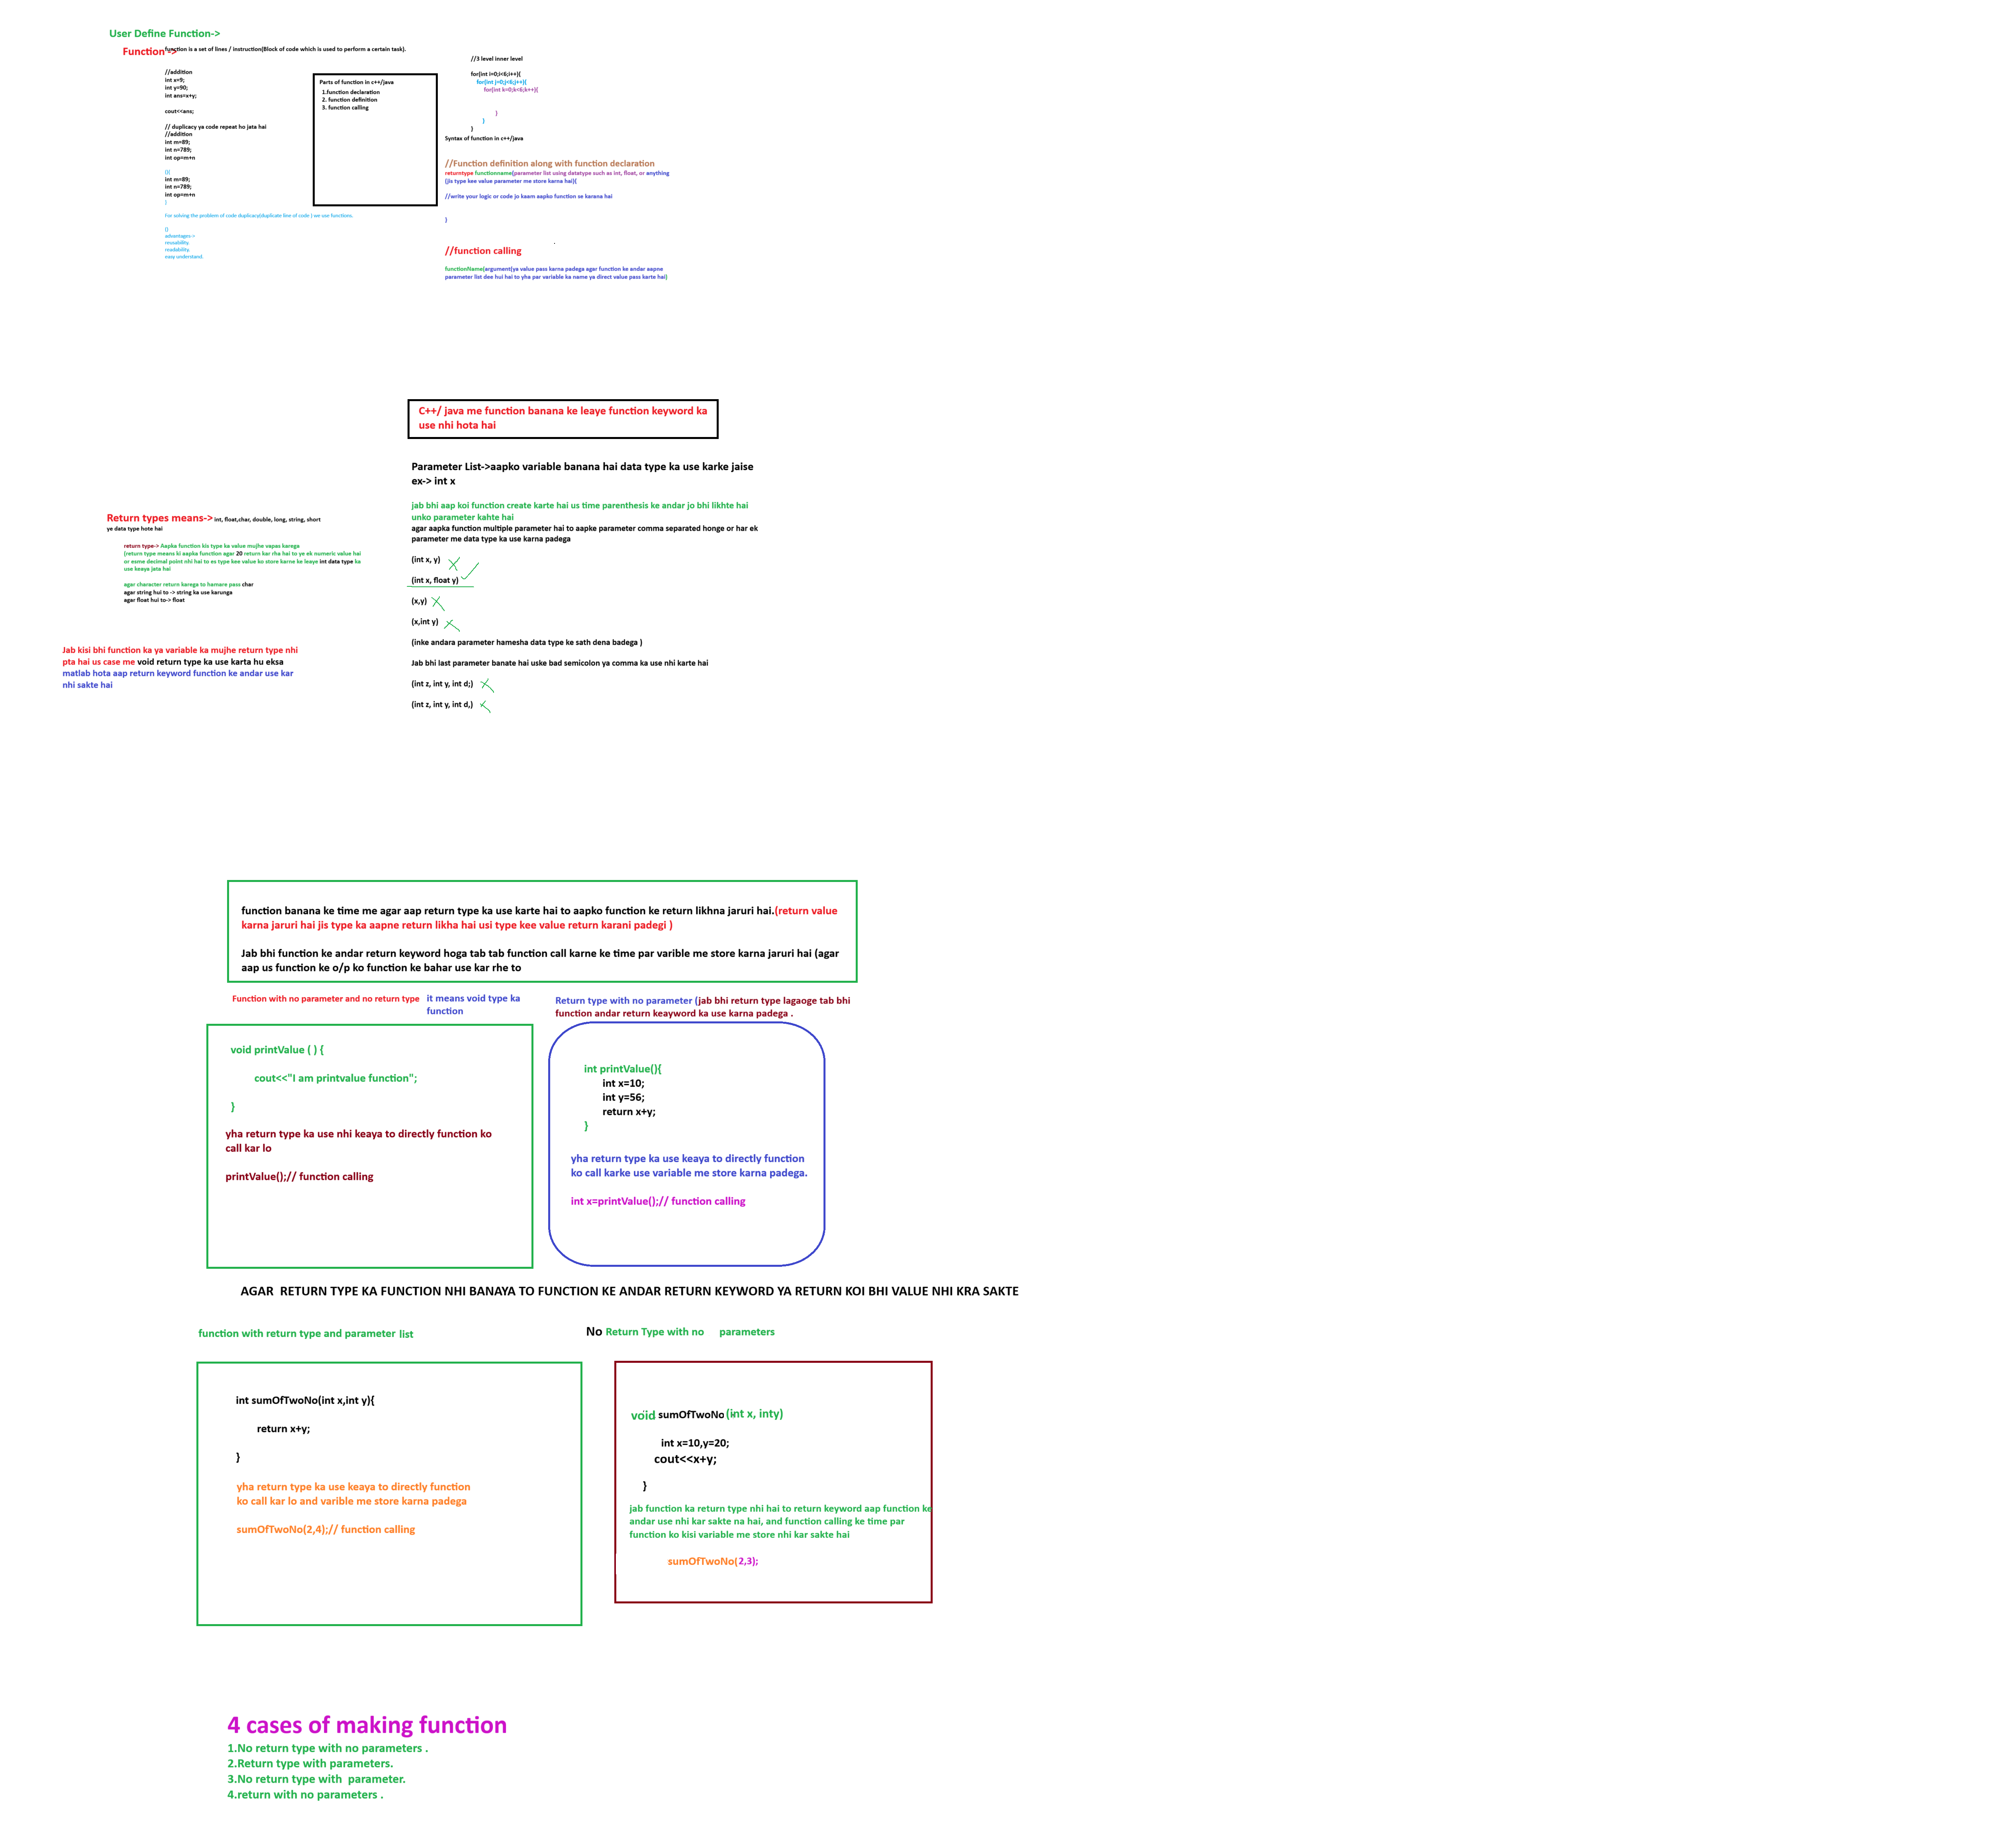 User Define Function->
Function ->
function is a set of lines / instruction(Block of code which is used to perform a certain task).
//addition
int x=9;
int y=90;
int ans=x+y;
cout<<ans;
// duplicacy ya code repeat ho jata hai
//addition
int m=89;
int n=789;
int op=m+n
(){
int m=89;
int n=789;
int op=m+n
}
For solving the problem of code duplicacy(duplicate line of code ) we use functions.
()
advantages->
reusability.
readability.
easy understand.
Parts of function in c++/java
1.function declaration
2. function definition
3. function calling
//3 level inner level
for(int i=0;i<6;i++){
for(int j=0;j<6;j++){
for(int k=0;k<6;k++){
}
}
}
Syntax of function in c++/java
//Function definition along with function declaration
returntype functionname(parameter list using datatype such as int, float, or anything
(jis type kee value parameter me store karna hai){
//write your logic or code jo kaam aapko function se karana hai
}
//function calling
functionName(argument(ya value pass karna padega agar function ke andar aapne
parameter list dee hui hai to yha par variable ka name ya direct value pass karte hai)
C++/ java me function banana ke leaye function keyword ka
use nhi hota hai
Parameter List->aapko variable banana hai data type ka use karke jaise
ex-> int x
jab bhi aap koi function create karte hai us time parenthesis ke andar jo bhi likhte hai
unko parameter kahte hai
agar aapka function multiple parameter hai to aapke parameter comma separated honge or har ek
parameter me data type ka use karna padega
(int x, y)
(int x, float y)
(x,y)
(x,int y)
(inke andara parameter hamesha data type ke sath dena badega )
Jab bhi last parameter banate hai uske bad semicolon ya comma ka use nhi karte hai
(int z, int y, int d;)
(int z, int y, int d,)
Return types means-> int, float,char, double, long, string, short
ye data type hote hai
return type-> Aapka function kis type ka value mujhe vapas karega
(return type means ki aapka function agar 20 return kar rha hai to ye ek numeric value hai
or esme decimal point nhi hai to es type kee value ko store karne ke leaye int data type ka
use keaya jata hai
agar character return karega to hamare pass char
agar string hui to -> string ka use karunga
agar float hui to-> float
Jab kisi bhi function ka ya variable ka mujhe return type nhi
pta hai us case me void return type ka use karta hu eksa
matlab hota aap return keyword function ke andar use kar
nhi sakte hai
function banana ke time me agar aap return type ka use karte hai to aapko function ke return likhna jaruri hai.(return value
karna jaruri hai jis type ka aapne return likha hai usi type kee value return karani padegi )
Jab bhi function ke andar return keyword hoga tab tab function call karne ke time par varible me store karna jaruri hai (agar
aap us function ke o/p ko function ke bahar use kar rhe to
Function with no parameter and no return type it means void type ka
function
void printValue ( ) {
cout<<"I am printvalue function";
}
yha return type ka use nhi keaya to directly function ko
call kar lo
printValue();// function calling
Return type with no parameter (jab bhi return type lagaoge tab bhi
function andar return keayword ka use karna padega .
int printValue(){
int x=10;
int y=56;
return x+y;
}
yha return type ka use keaya to directly function
ko call karke use variable me store karna padega.
int x=printValue();// function calling
AGAR RETURN TYPE KA FUNCTION NHI BANAYA TO FUNCTION KE ANDAR RETURN KEYWORD YA RETURN KOI BHI VALUE NHI KRA SAKTE
function with return type and parameter list
int sumOfTwoNo(int x,int y){
return x+y;
}
yha return type ka use keaya to directly function
ko call kar lo and varible me store karna padega
sumOfTwoNo(2,4);// function calling
No Return Type with no parameters
void sumOfTwoNo (int x, inty)
int x=10,y=20;
cout<<x+y;
}
jab function ka return type nhi hai to return keyword aap function ke
andar use nhi kar sakte na hai, and function calling ke time par
function ko kisi variable me store nhi kar sakte hai
sumOfTwoNo(2,3);
4 cases of making function
1.No return type with no parameters .
2.Return type with parameters.
3.No return type with parameter.
4.return with no parameters .